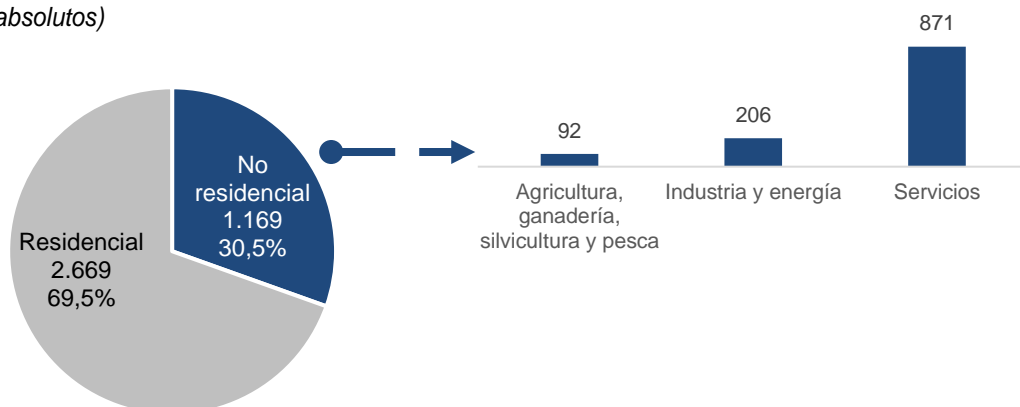 absolutos)
871
206
92
No
residencial
1.169
30,5%
Residencial
2.669
69,5%
Agricultura,
ganadería,
silvicultura y pesca
Industria y energía
Servicios